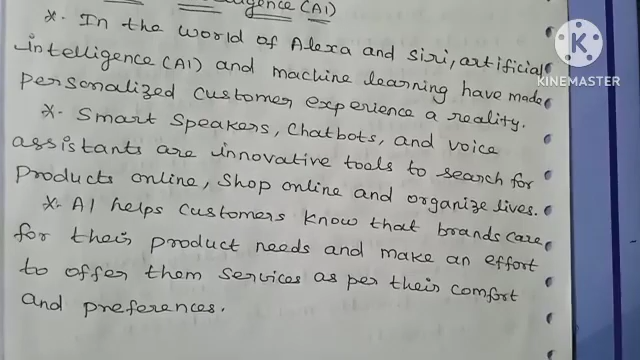 Intelligence (AI)
*. In the world of Alexa and siri, artificial
intelligence (AI) and machine learning have made
personalized customer experience a reality.
*. Smart Speakers, Chatbots, and voice
assistants are innovative tools to search for
Products online, Shop online and organize lives.
*. AI helps Customers know that brands care
for their product needs and make an effort
to offer them services as per their comfort
and preferences.
KINEMASTER